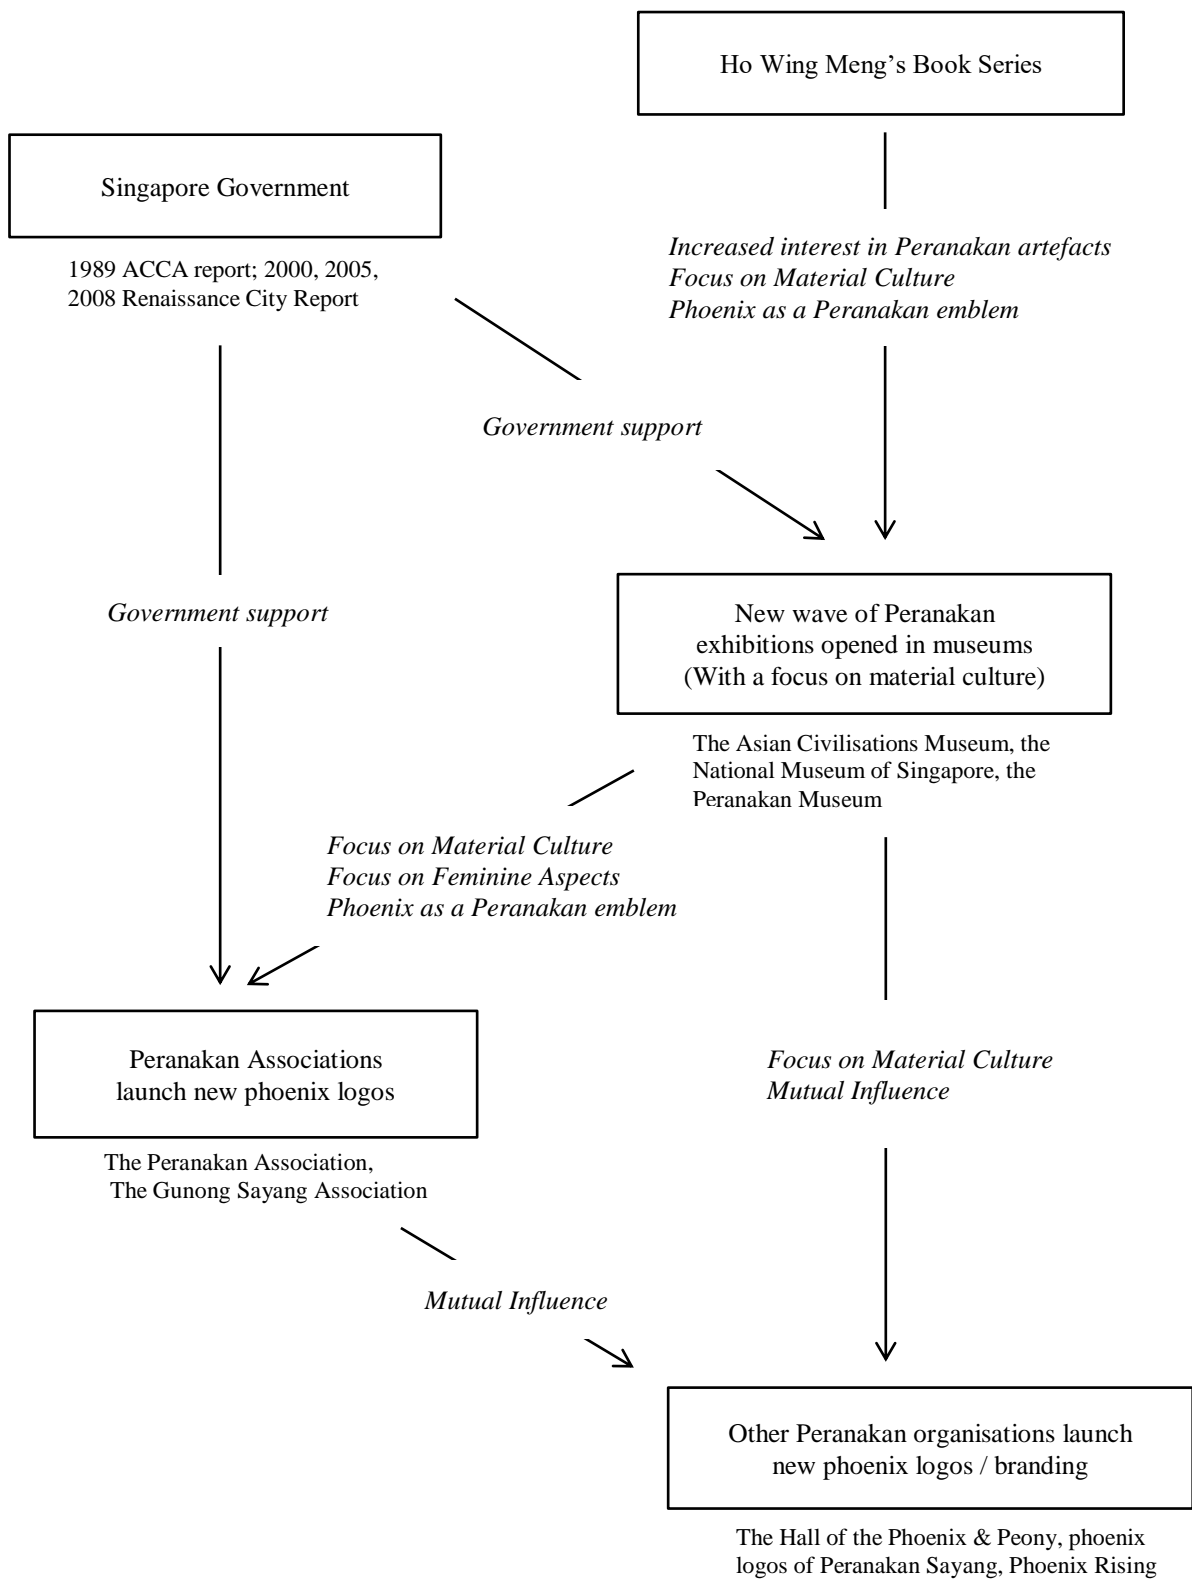 Ho Wing Meng’s Book Series
Singapore Government
1989 ACCA report; 2000, 2005,
2008 Renaissance City Report
Increased interest in Peranakan artefacts
Focus on Material Culture
Phoenix as a Peranakan emblem
Government support
Government support
New wave of Peranakan
exhibitions opened in museums
(With a focus on material culture)
The Asian Civilisations Museum, the
National Museum of Singapore, the
Peranakan Museum
Focus on Material Culture
Focus on Feminine Aspects
Phoenix as a Peranakan emblem
Peranakan Associations
launch new phoenix logos
The Peranakan Association,
The Gunong Sayang Association
Focus on Material Culture
Mutual Influence
Mutual Influence
Other Peranakan organisations launch
new phoenix logos / branding
The Hall of the Phoenix & Peony, phoenix
logos of Peranakan Sayang, Phoenix Rising